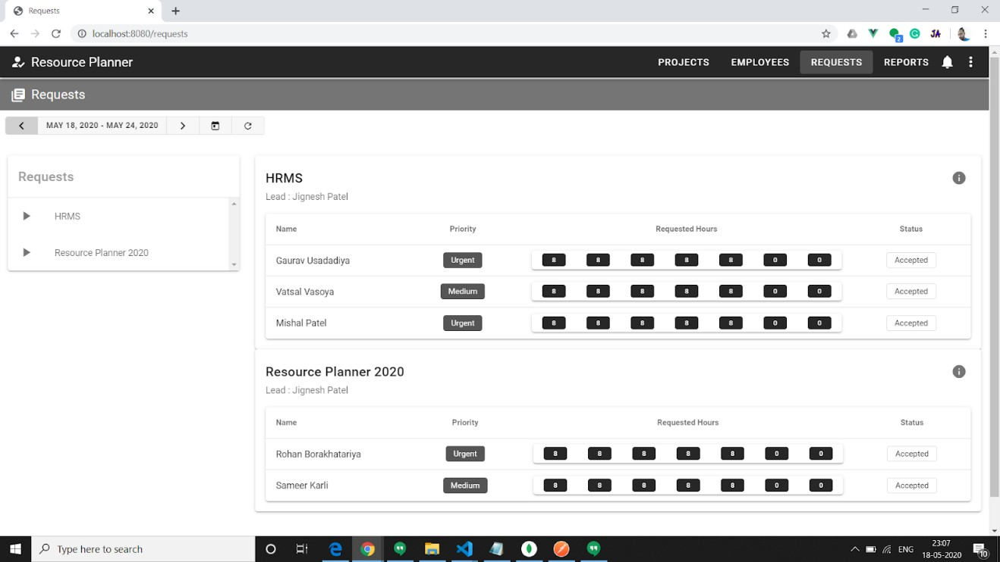 Requests
localhost:8080/requests
JA
2
Resource Planner
PROJECTS EMPLOYEES REQUESTS REPORTS
Requests
MAY 18, 2020 - MAY 24, 2020
Requests
HRMS
Resource Planner 2020
HRMS
Lead : Jignesh Patel
Name Priority Requested Hours Status
Gaurav Usadadiya Urgent 8 8 8 8 8 0 0 Accepted
Vatsal Vasoya Medium 8 8 8 8 8 0 0 Accepted
Mishal Patel Urgent 8 8 8 8 8 0 0 Accepted
Resource Planner 2020
Lead : Jignesh Patel
Name Priority Requested Hours Status
Rohan Borakhatariya Urgent 8 8 8 8 8 0 0 Accepted
Sameer Karli Medium 8 8 8 8 8 0 0 Accepted
Type here to search
ENG
23:07
18-05-2020
10